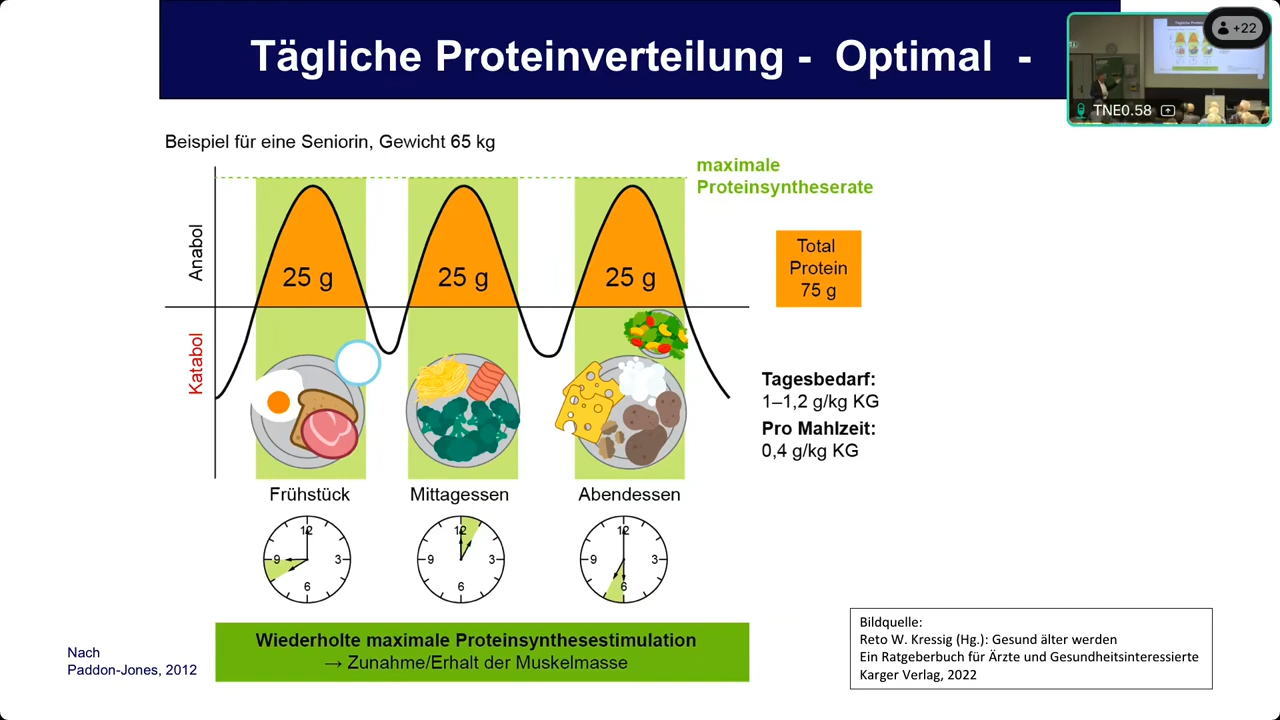 Tägliche Proteinverteilung - Optimal -
+22
TNE0.58
Beispiel für eine Seniorin, Gewicht 65 kg
maximale
Proteinsyntheserate
Anabol
Katabol
25 g
25 g
25 g
Total
Protein
75 g
Tagesbedarf:
1–1,2 g/kg KG
Pro Mahlzeit:
0,4 g/kg KG
Frühstück
Mittagessen
Abendessen
12
9
3
6
12
9
3
6
12
9
3
6
Wiederholte maximale Proteinsynthesestimulation
→ Zunahme/Erhalt der Muskelmasse
Nach
Paddon-Jones, 2012
Bildquelle:
Reto W. Kressig (Hg.): Gesund älter werden
Ein Ratgeberbuch für Ärzte und Gesundheitsinteressierte
Karger Verlag, 2022